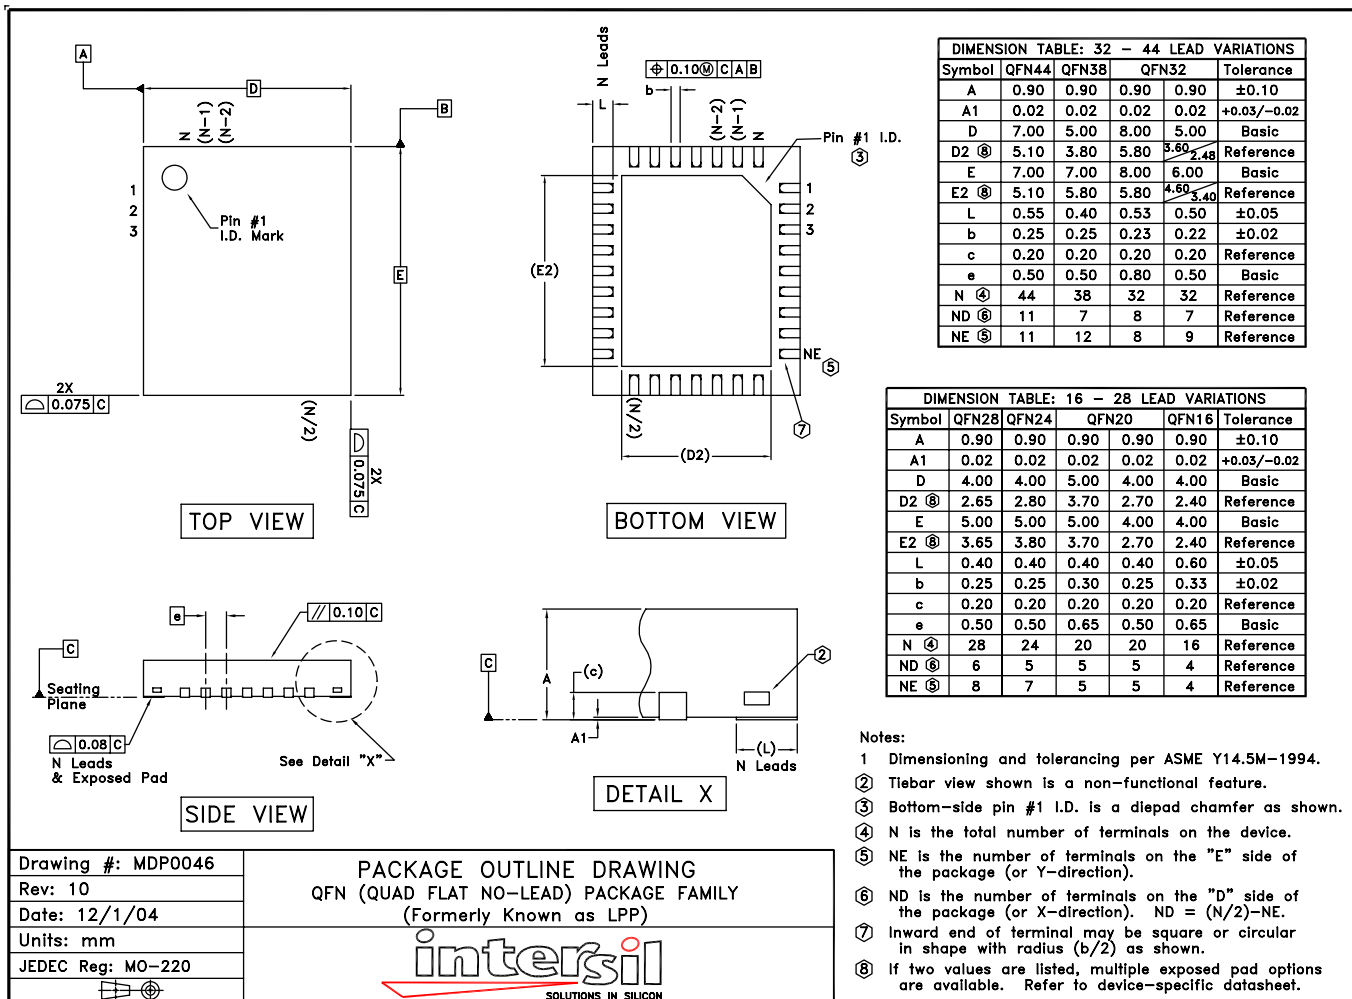 A
D
B
N
(N-1)
(N-2)
1
2
3
Pin #1
I.D. Mark
E
2X
0.075 C
(N/2)
2X
0.075 C
TOP VIEW
N Leads
L
b
0.10 Ⓜ C A B
(N-2)
(N-1)
N
Pin #1 I.D.
3
1
2
3
(E2)
NE
5
(N/2)
7
(D2)
BOTTOM VIEW
e
// 0.10 C
C
Seating
Plane
0.08 C
N Leads
& Exposed Pad
See Detail "X"
SIDE VIEW
C
A
(c)
2
A1
(L)
N Leads
DETAIL X
DIMENSION TABLE: 32 - 44 LEAD VARIATIONS
Symbol QFN44 QFN38 QFN32 Tolerance
A 0.90 0.90 0.90 0.90 ±0.10
A1 0.02 0.02 0.02 0.02 +0.03/-0.02
D 7.00 5.00 8.00 5.00 Basic
D2 ⑧ 5.10 3.80 5.80 3.60/2.48 Reference
E 7.00 7.00 8.00 6.00 Basic
E2 ⑧ 5.10 5.80 5.80 4.60/3.40 Reference
L 0.55 0.40 0.53 0.50 ±0.05
b 0.25 0.25 0.23 0.22 ±0.02
c 0.20 0.20 0.20 0.20 Reference
e 0.50 0.50 0.80 0.50 Basic
N ④ 44 38 32 32 Reference
ND ⑥ 11 7 8 7 Reference
NE ⑤ 11 12 8 9 Reference
DIMENSION TABLE: 16 - 28 LEAD VARIATIONS
Symbol QFN28 QFN24 QFN20 QFN16 Tolerance
A 0.90 0.90 0.90 0.90 0.90 ±0.10
A1 0.02 0.02 0.02 0.02 0.02 +0.03/-0.02
D 4.00 4.00 5.00 4.00 4.00 Basic
D2 ⑧ 2.65 2.80 3.70 2.70 2.40 Reference
E 5.00 5.00 5.00 4.00 4.00 Basic
E2 ⑧ 3.65 3.80 3.70 2.70 2.40 Reference
L 0.40 0.40 0.40 0.40 0.60 ±0.05
b 0.25 0.25 0.30 0.25 0.33 ±0.02
c 0.20 0.20 0.20 0.20 0.20 Reference
e 0.50 0.50 0.65 0.50 0.65 Basic
N ④ 28 24 20 20 16 Reference
ND ⑥ 6 5 5 5 4 Reference
NE ⑤ 8 7 5 5 4 Reference
Notes:
1 Dimensioning and tolerancing per ASME Y14.5M-1994.
② Tiebar view shown is a non-functional feature.
③ Bottom-side pin #1 I.D. is a diepad chamfer as shown.
④ N is the total number of terminals on the device.
⑤ NE is the number of terminals on the "E" side of
the package (or Y-direction).
⑥ ND is the number of terminals on the "D" side of
the package (or X-direction). ND = (N/2)-NE.
⑦ Inward end of terminal may be square or circular
in shape with radius (b/2) as shown.
⑧ If two values are listed, multiple exposed pad options
are available. Refer to device-specific datasheet.
Drawing #: MDP0046
Rev: 10
Date: 12/1/04
Units: mm
JEDEC Reg: MO-220
PACKAGE OUTLINE DRAWING
QFN (QUAD FLAT NO-LEAD) PACKAGE FAMILY
(Formerly Known as LPP)
intersil
SOLUTIONS IN SILICON